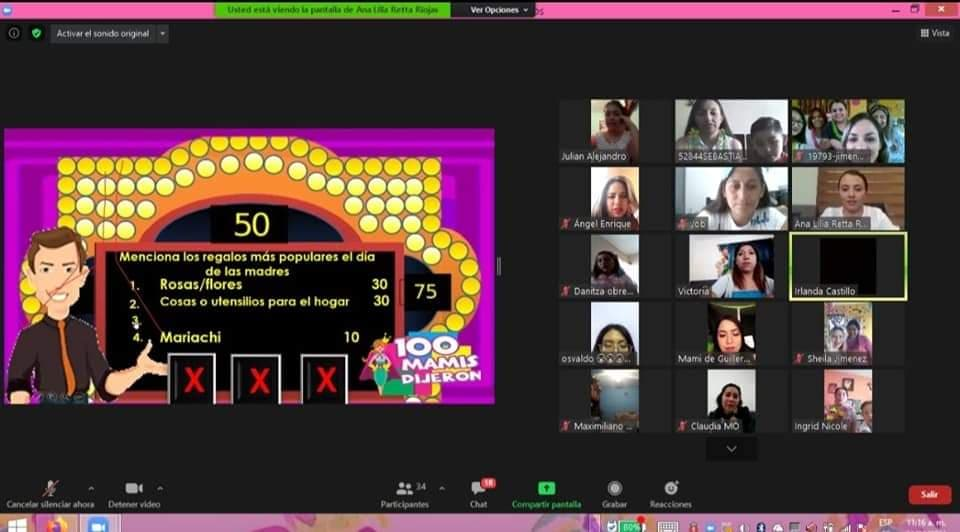 Usted está viendo la pantalla de Ana Lilia Retta Riojas
Ver Opciones
Activar el sonido original
Vista
50
Menciona los regalos más populares el día
de las madres
1. Rosas/flores 30
2. Cosas o utensilios para el hogar 30
3.
4. Mariachi 10
75
X X X
100
MAMIS
DIJERON
Julian Alejandro
52844SEBASTIA...
19793-jimen...
Ángel Enrique
Job
Ana Lilia Retta R...
Danitza obre...
Victoria
Irlanda Castillo
osvaldo
Mami de Guiller...
Sheila Jimenez
Maximiliano ...
Claudia MO
Ingrid Nicole
Cancelar silenciar ahora
Detener video
Participantes
34
Chat
18
Compartir pantalla
Grabar
Reacciones
Salir
80%
ESP
11:16 a. m.